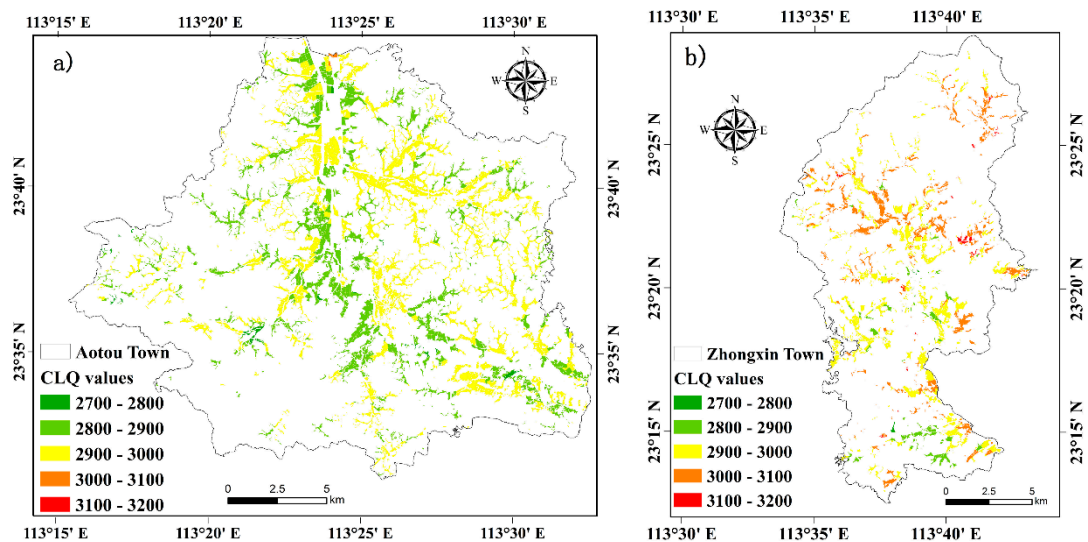 113°15′ E 113°20′ E 113°25′ E 113°30′ E
a)
N
W E
S
23°40′ N
23°35′ N
23°40′ N
23°35′ N
Aotou Town
CLQ values
2700 - 2800
2800 - 2900
2900 - 3000
3000 - 3100
3100 - 3200
0 2.5 5
km
113°15′ E 113°20′ E 113°25′ E 113°30′ E
113°30′ E 113°35′ E 113°40′ E
b)
N
W E
S
23°25′ N
23°20′ N
23°15′ N
23°25′ N
23°20′ N
23°15′ N
Zhongxin Town
CLQ values
2700 - 2800
2800 - 2900
2900 - 3000
3000 - 3100
3100 - 3200
0 2.5 5
km
113°30′ E 113°35′ E 113°40′ E